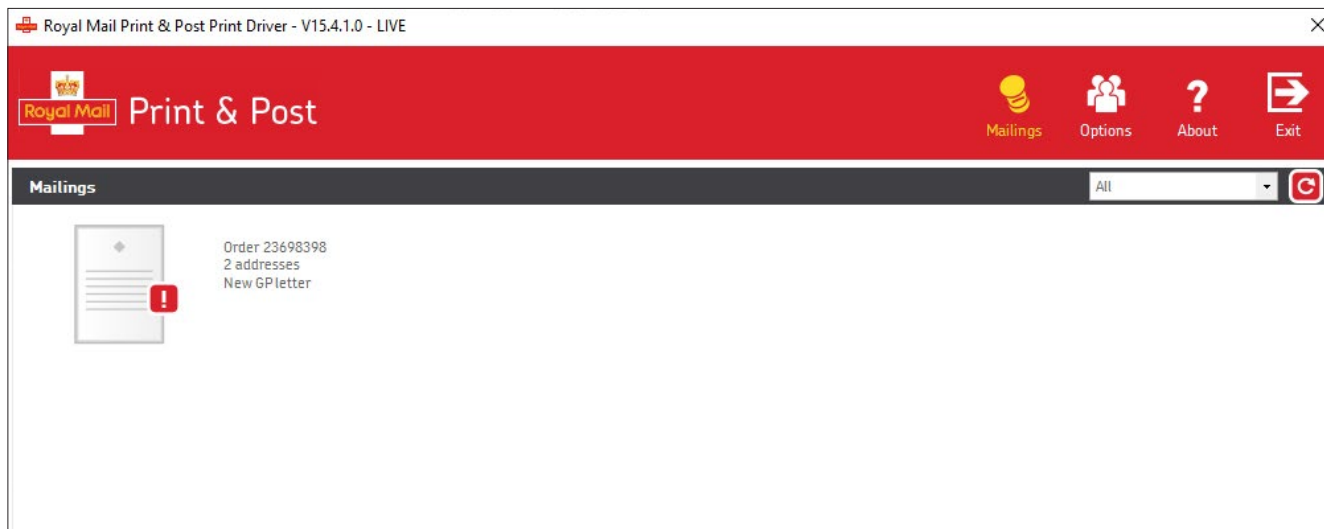 Royal Mail Print & Post Print Driver - V15.4.1.0 - LIVE
Royal Mail Print & Post
Mailings Options About Exit
Mailings All
Order 23698398
2 addresses
New GP letter